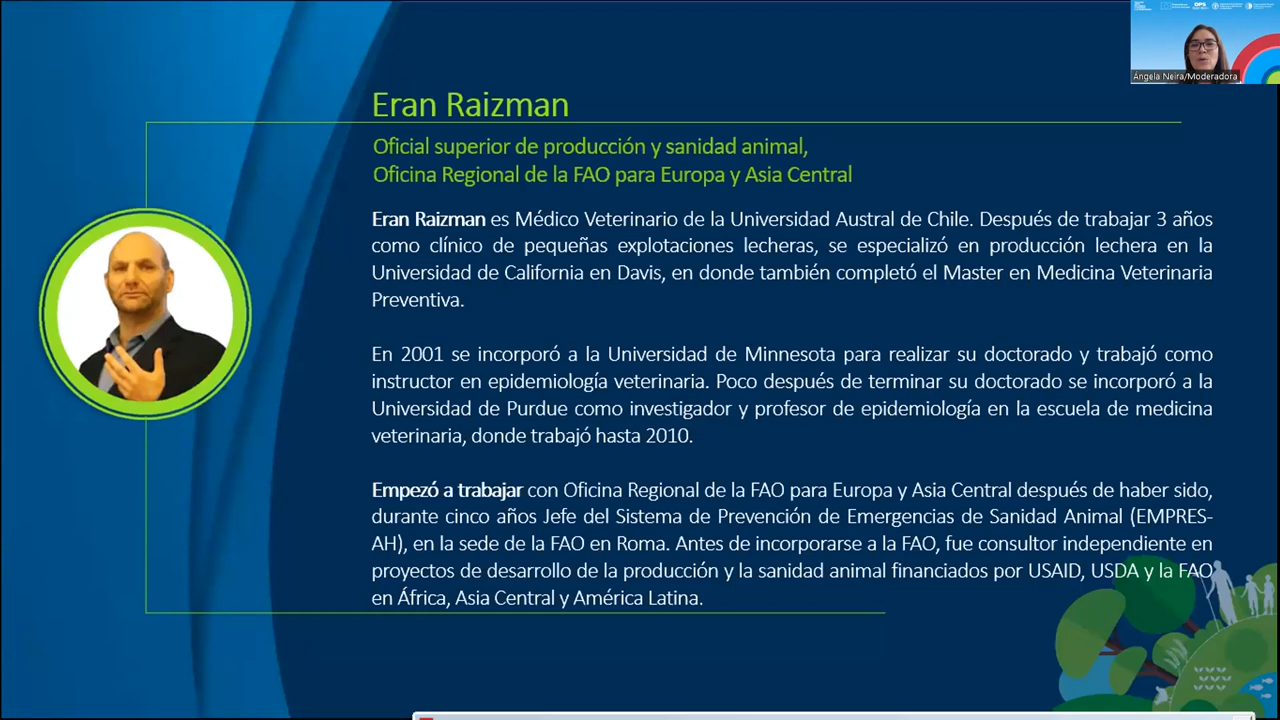 Ángela Neira/Moderadora
Eran Raizman
Oficial superior de producción y sanidad animal,
Oficina Regional de la FAO para Europa y Asia Central
Eran Raizman es Médico Veterinario de la Universidad Austral de Chile. Después de trabajar 3 años
como clínico de pequeñas explotaciones lecheras, se especializó en producción lechera en la
Universidad de California en Davis, en donde también completó el Master en Medicina Veterinaria
Preventiva.
En 2001 se incorporó a la Universidad de Minnesota para realizar su doctorado y trabajó como
instructor en epidemiología veterinaria. Poco después de terminar su doctorado se incorporó a la
Universidad de Purdue como investigador y profesor de epidemiología en la escuela de medicina
veterinaria, donde trabajó hasta 2010.
Empezó a trabajar con Oficina Regional de la FAO para Europa y Asia Central después de haber sido,
durante cinco años Jefe del Sistema de Prevención de Emergencias de Sanidad Animal (EMPRES-
AH), en la sede de la FAO en Roma. Antes de incorporarse a la FAO, fue consultor independiente en
proyectos de desarrollo de la producción y la sanidad animal financiados por USAID, USDA y la FAO
en África, Asia Central y América Latina.